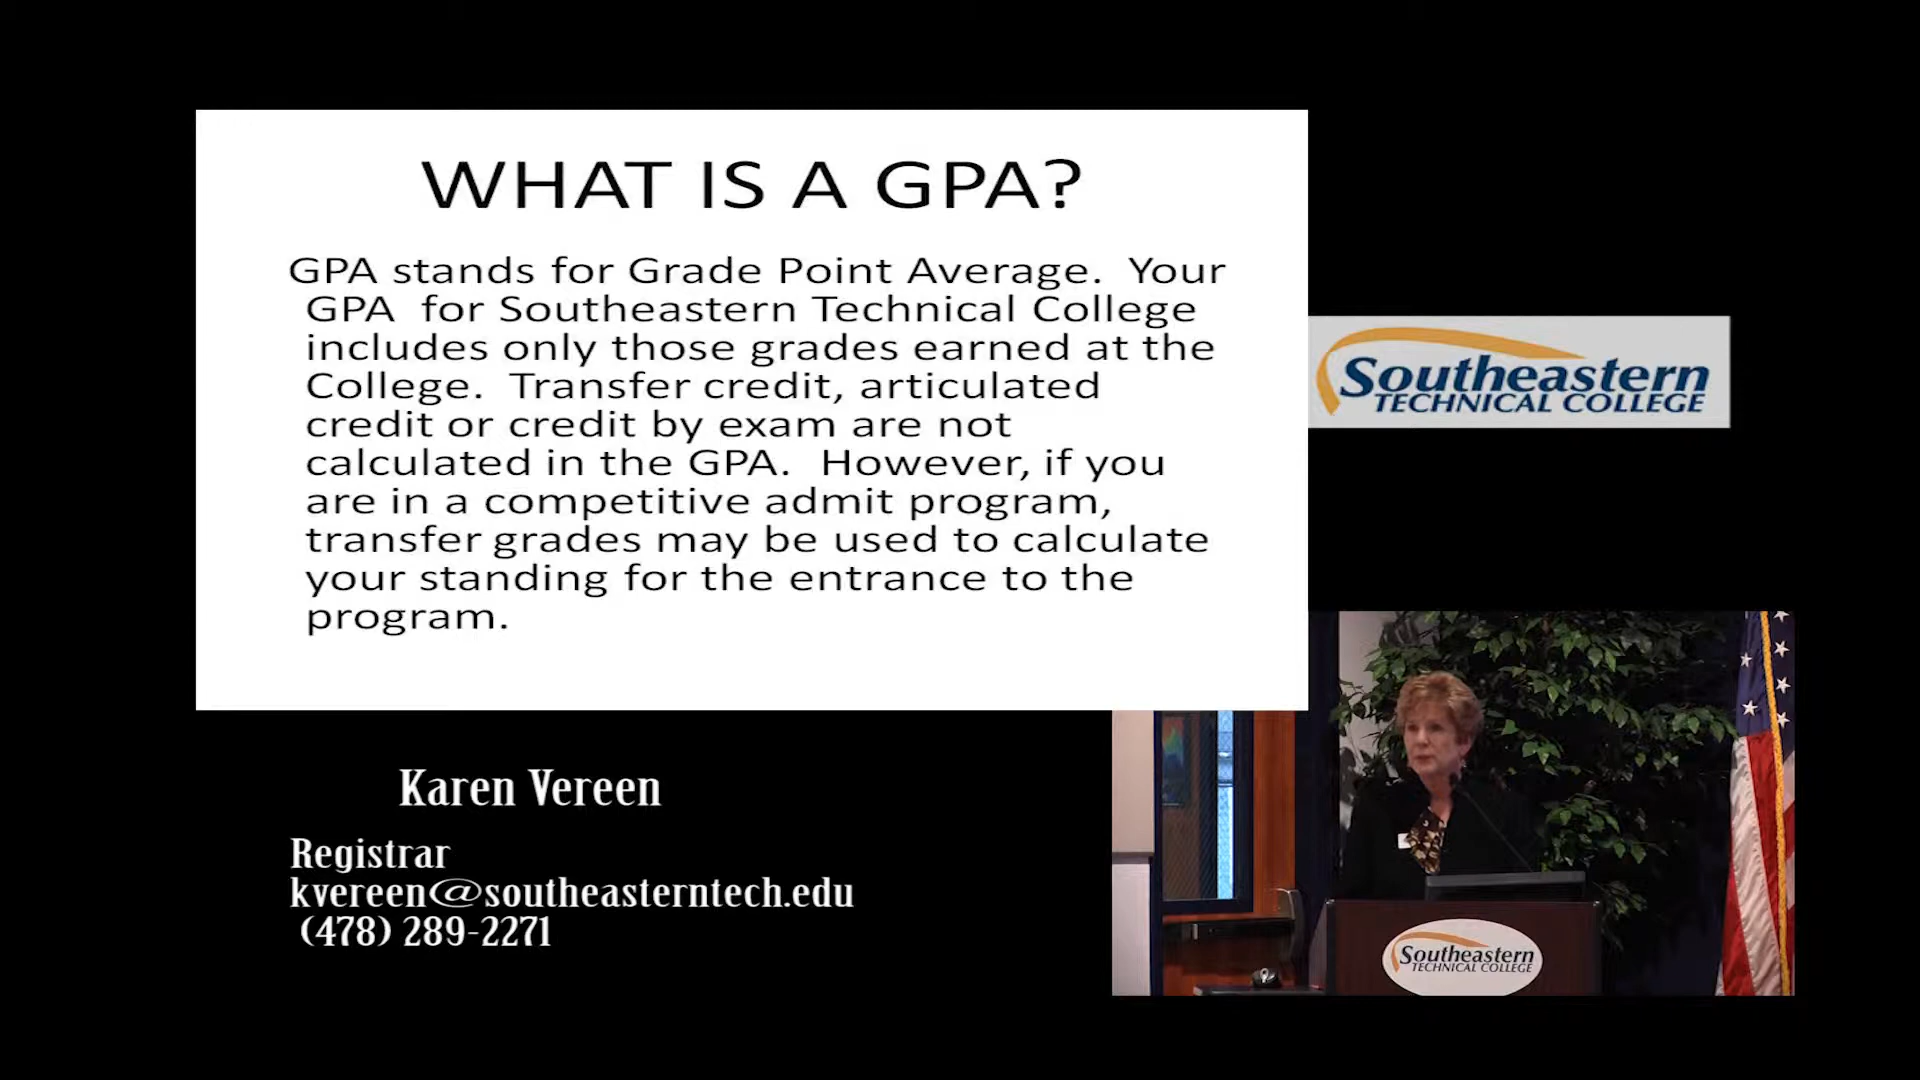 WHAT IS A GPA?
GPA stands for Grade Point Average. Your
GPA for Southeastern Technical College
includes only those grades earned at the
College. Transfer credit, articulated
credit or credit by exam are not
calculated in the GPA. However, if you
are in a competitive admit program,
transfer grades may be used to calculate
your standing for the entrance to the
program.
Southeastern
TECHNICAL COLLEGE
Karen Vereen
Registrar
kvereen@southeasterntech.edu
(478) 289-2271
Southeastern
TECHNICAL COLLEGE